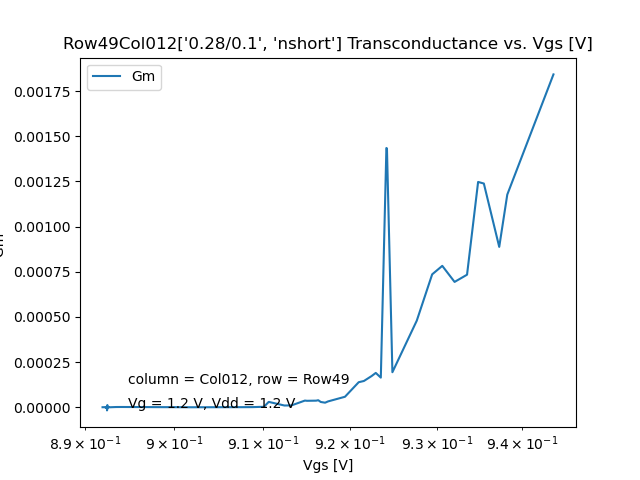 Row49Col012['0.28/0.1', 'nshort'] Transconductance vs. Vgs [V]
Gm
0.00175
0.00150
0.00125
0.00100
0.00075
0.00050
0.00025
0.00000
column = Col012, row = Row49
Vg = 1.2 V, Vdd = 1.2 V
8.9 × 10⁻¹ 9 × 10⁻¹ 9.1 × 10⁻¹ 9.2 × 10⁻¹ 9.3 × 10⁻¹ 9.4 × 10⁻¹
Vgs [V]